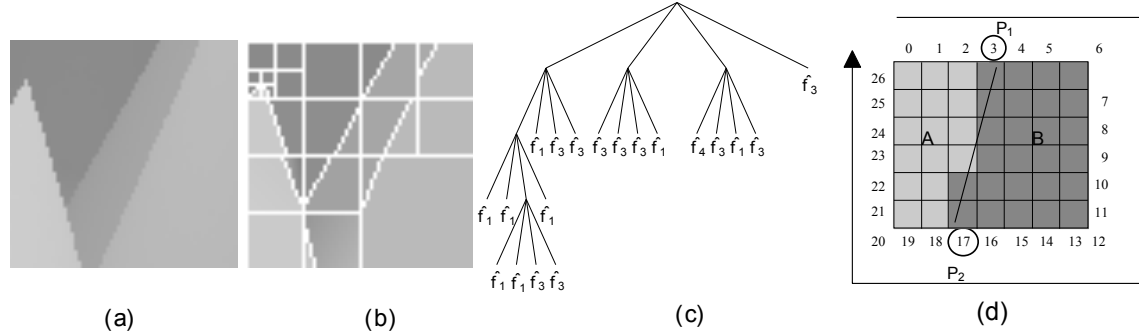 P1
0 1 2 3 4 5 6
26
25 7
24 A B 8
23 9
22 10
21 11
20 19 18 17 16 15 14 13 12
P2
f̂3
f̂1 f̂3 f̂3 f̂3 f̂3 f̂3 f̂1 f̂4 f̂3 f̂1 f̂3
f̂1 f̂1 f̂1
f̂1 f̂1 f̂3 f̂3
(a) (b) (c) (d)